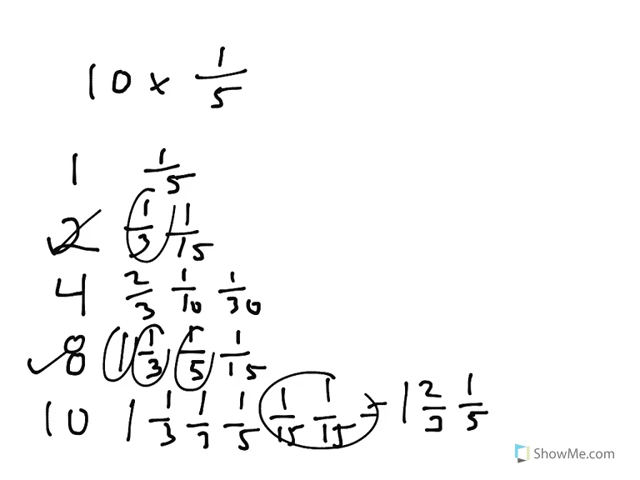 10 × 1/5
1 1/5
2 1/3 1/15
4 2/3 1/10 1/30
8 1 1/3 1/5 1/15
10 1 1/3 1/3 1/5 1/15 1/15 = 1 2/3 1/5
ShowMe.com